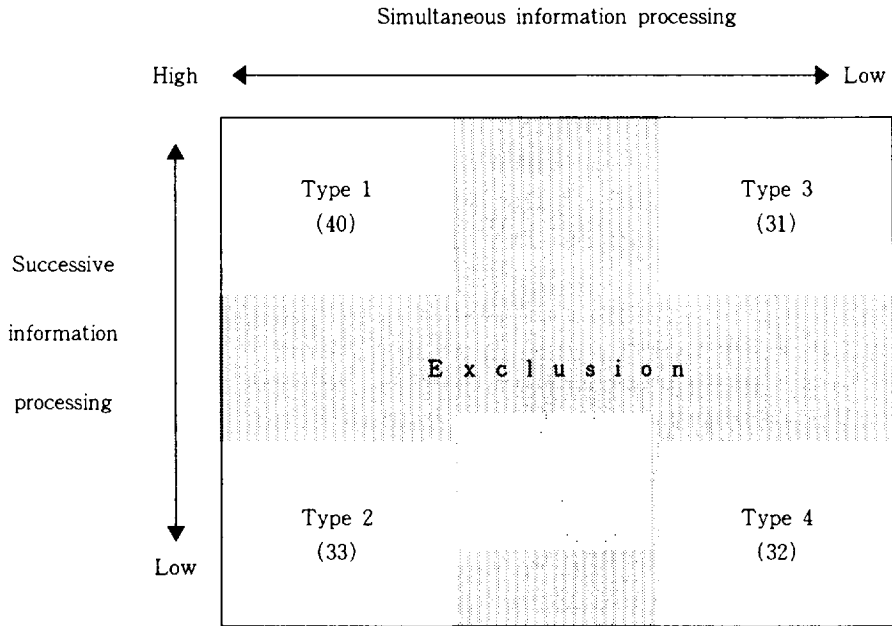 Simultaneous information processing
High
Low
Type 1
(40)
Type 3
(31)
Successive
information
processing
Exclusion
Type 2
(33)
Type 4
(32)
Low